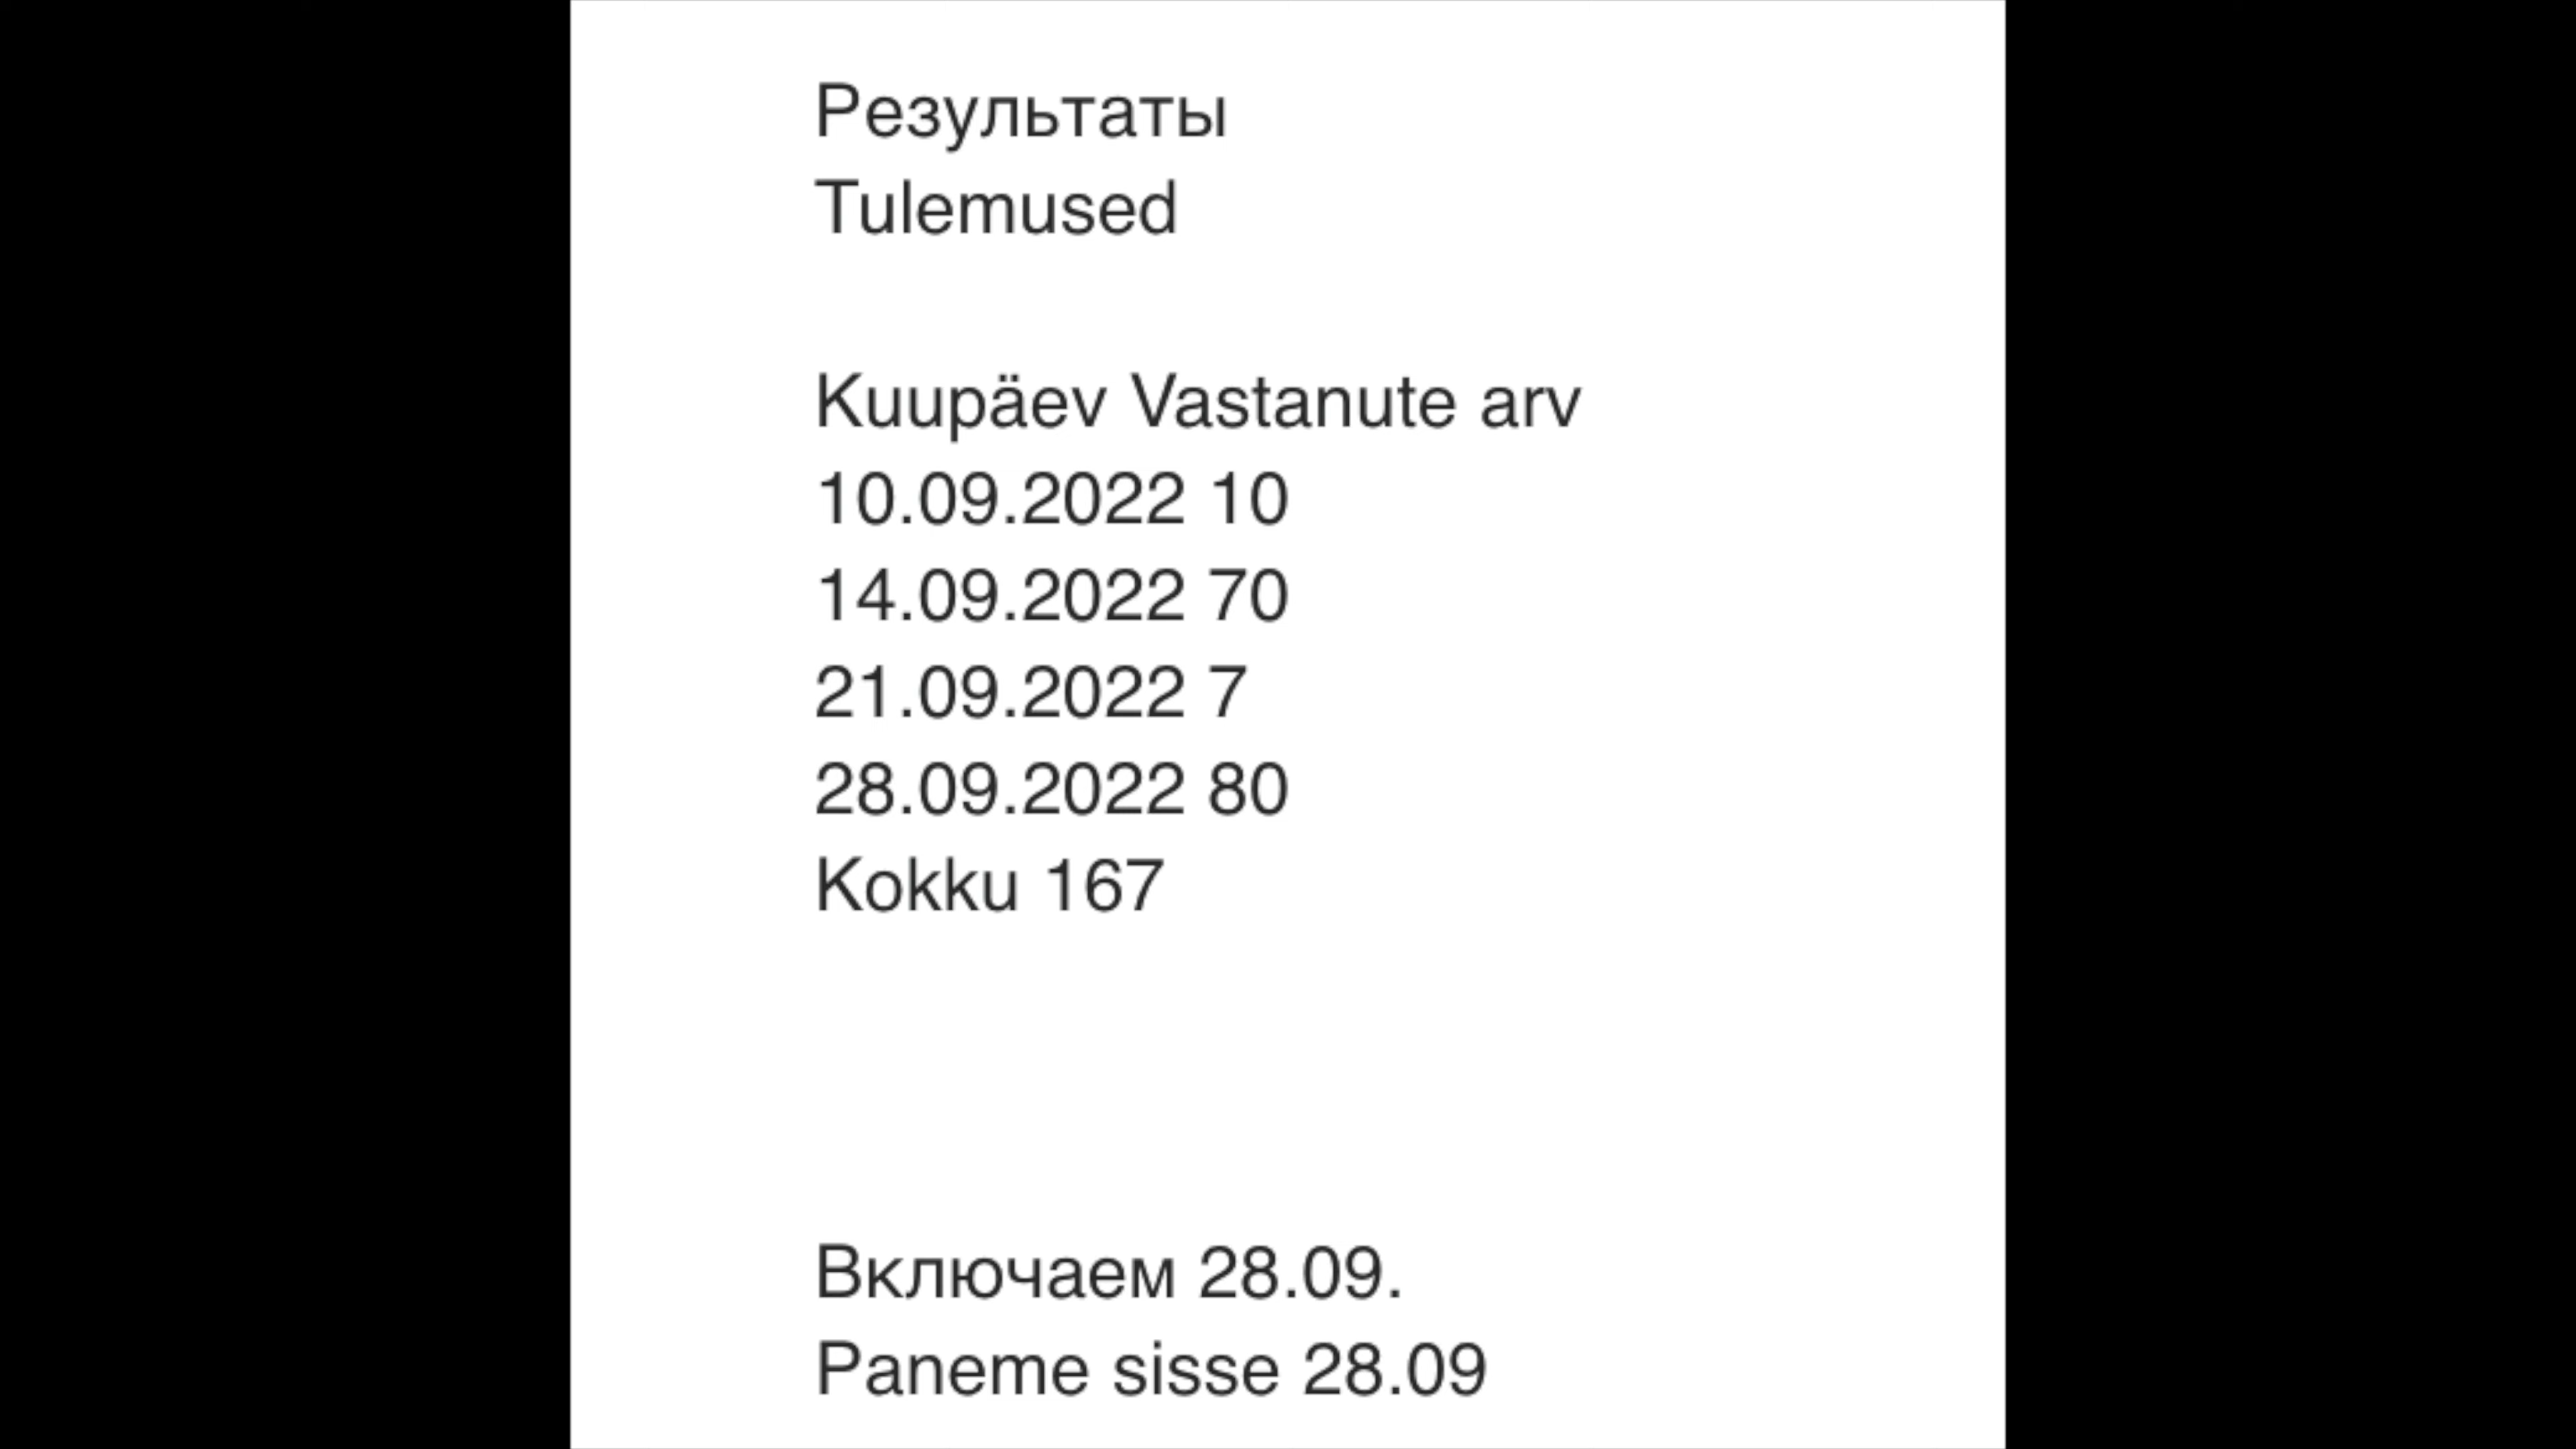 Результаты
Tulemused
Kuupäev Vastanute arv
10.09.2022 10
14.09.2022 70
21.09.2022 7
28.09.2022 80
Kokku 167
Включаем 28.09.
Paneme sisse 28.09